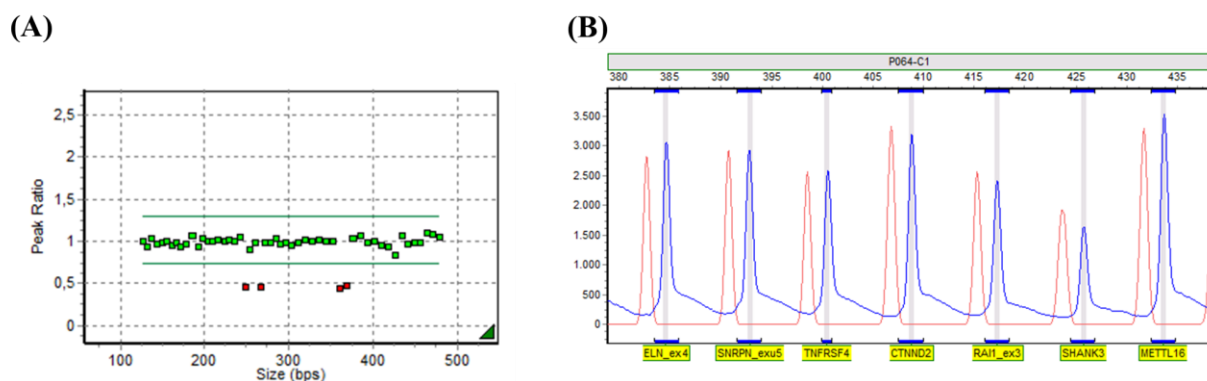 (A)
(B)
2,5
2
1,5
1
0,5
0
Peak Ratio
100 200 300 400 500
Size (bps)
P064-C1
380 385 390 395 400 405 410 415 420 425 430 435
3.500
3.000
2.500
2.000
1.500
1.000
500
0
ELN_ex4 SNRPN_exu5 TNFRSF4 CTNND2 RAI1_ex3 SHANK3 METTL16